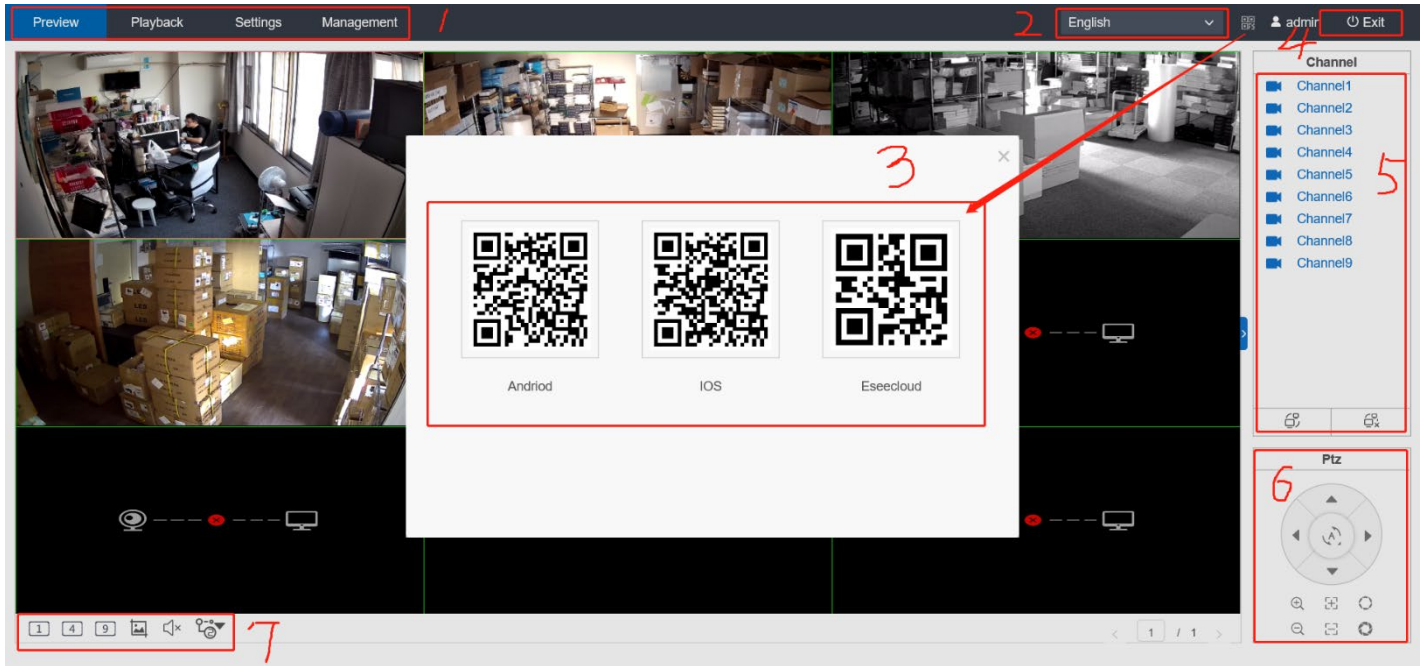 Preview Playback Settings Management 1 2 English admin Exit
4
Channel
Channel1
Channel2
Channel3
Channel4
Channel5
Channel6
Channel7
Channel8
Channel9
5
3
Andriod IOS Eseecloud
Ptz
6
1 4 9 7
1 / 1